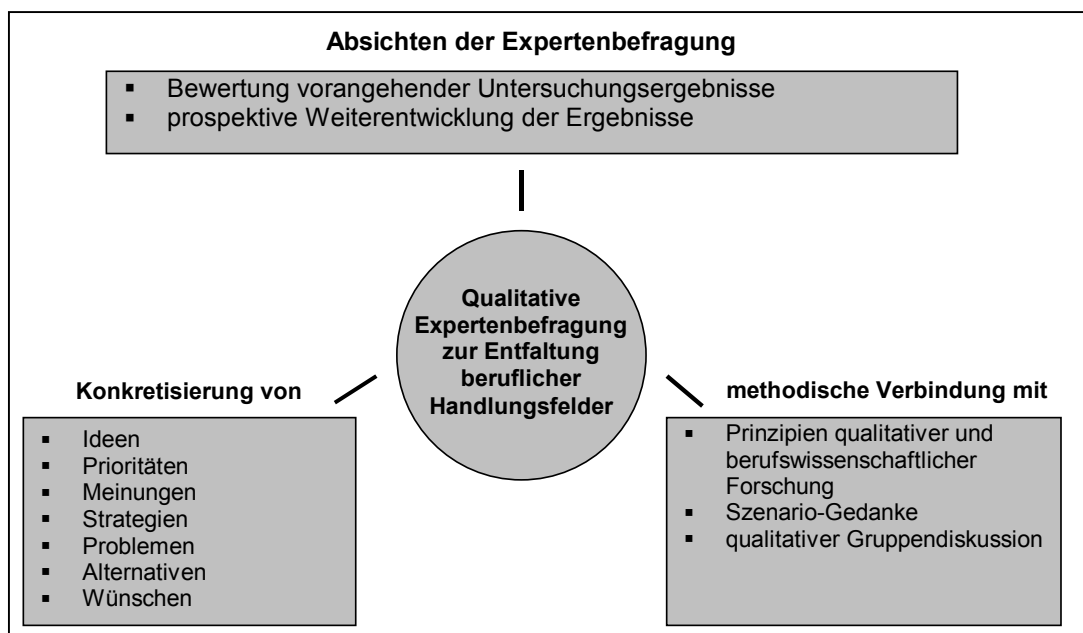 Absichten der Expertenbefragung
▪ Bewertung vorangehender Untersuchungsergebnisse
▪ prospektive Weiterentwicklung der Ergebnisse
Qualitative
Expertenbefragung
zur Entfaltung
beruflicher
Handlungsfelder
Konkretisierung von
▪ Ideen
▪ Prioritäten
▪ Meinungen
▪ Strategien
▪ Problemen
▪ Alternativen
▪ Wünschen
methodische Verbindung mit
▪ Prinzipien qualitativer und
berufswissenschaftlicher
Forschung
▪ Szenario-Gedanke
▪ qualitativer Gruppendiskussion